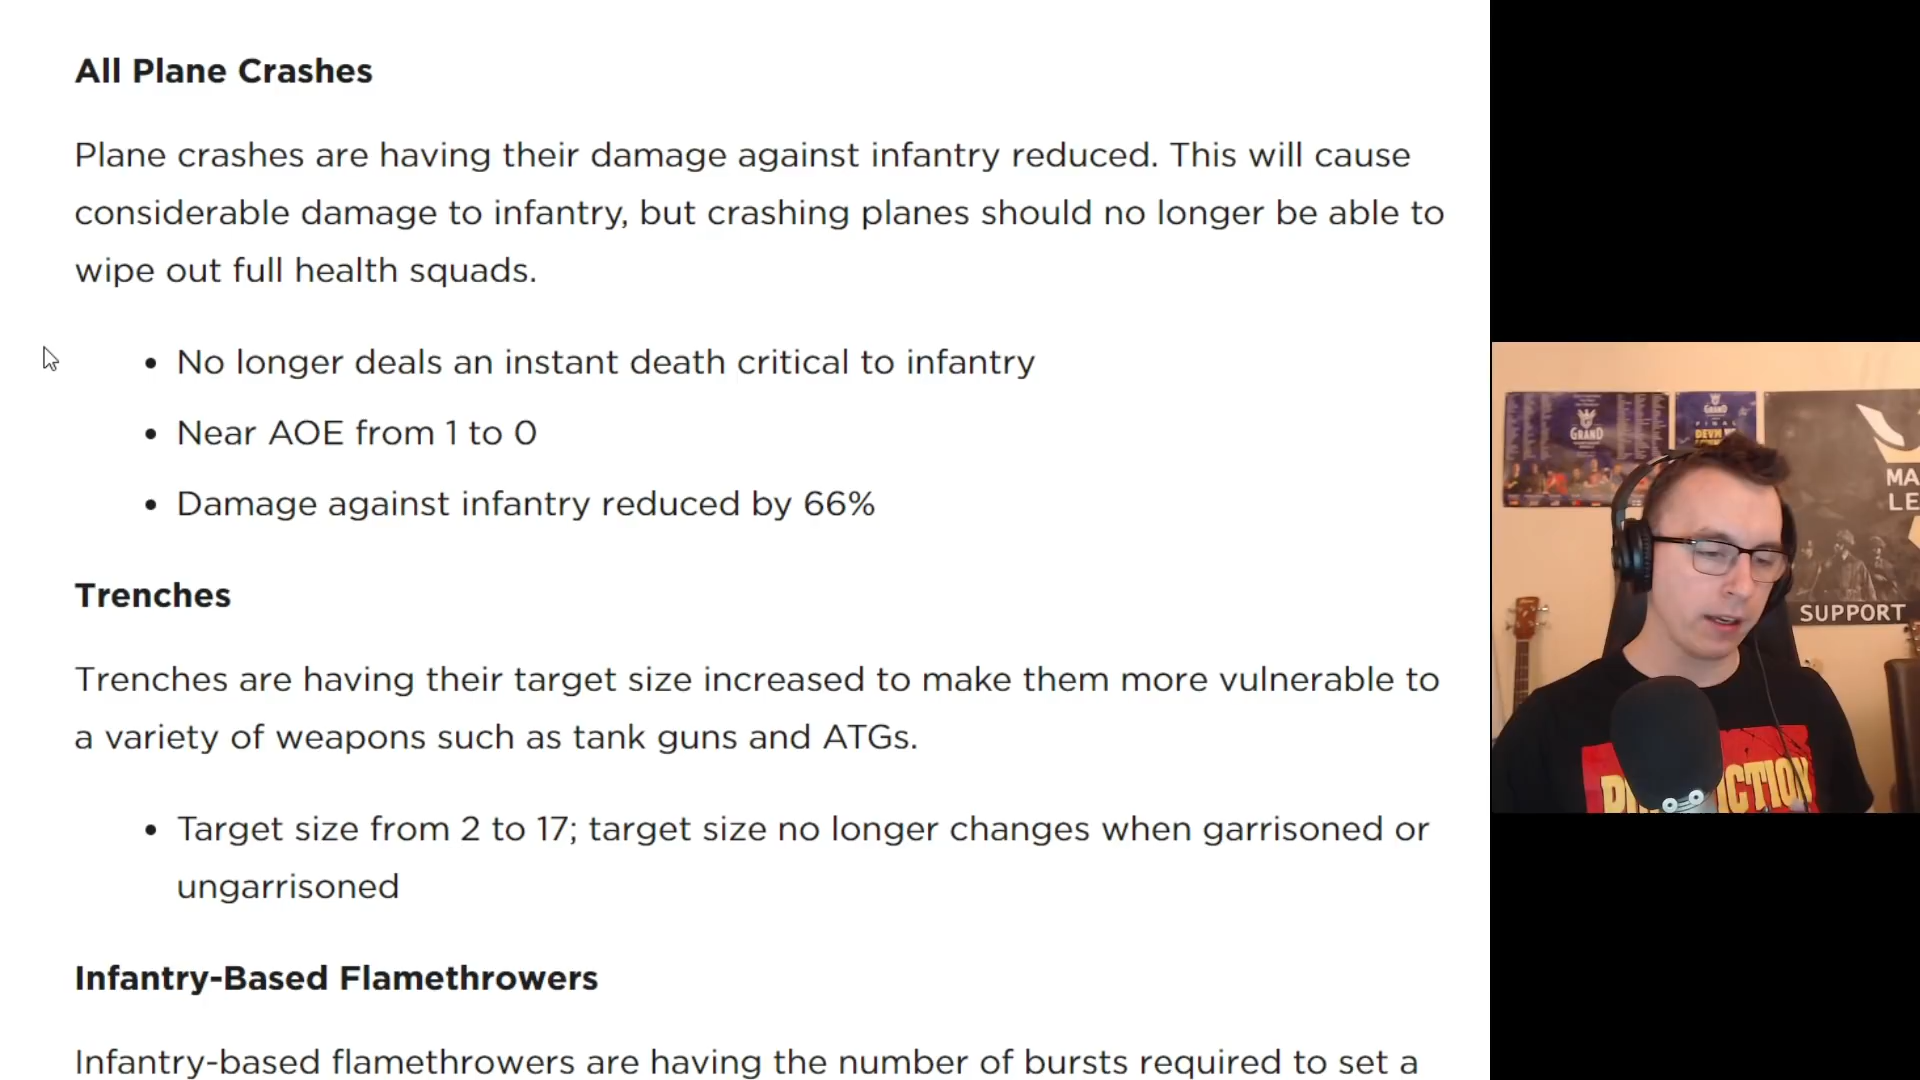 All Plane Crashes
Plane crashes are having their damage against infantry reduced. This will cause
considerable damage to infantry, but crashing planes should no longer be able to
wipe out full health squads.
• No longer deals an instant death critical to infantry
• Near AOE from 1 to 0
• Damage against infantry reduced by 66%
Trenches
Trenches are having their target size increased to make them more vulnerable to
a variety of weapons such as tank guns and ATGs.
• Target size from 2 to 17; target size no longer changes when garrisoned or
ungarrisoned
Infantry-Based Flamethrowers
Infantry-based flamethrowers are having the number of bursts required to set a
GRAND
GRAND
FINAL
MA
LE
SUPPORT